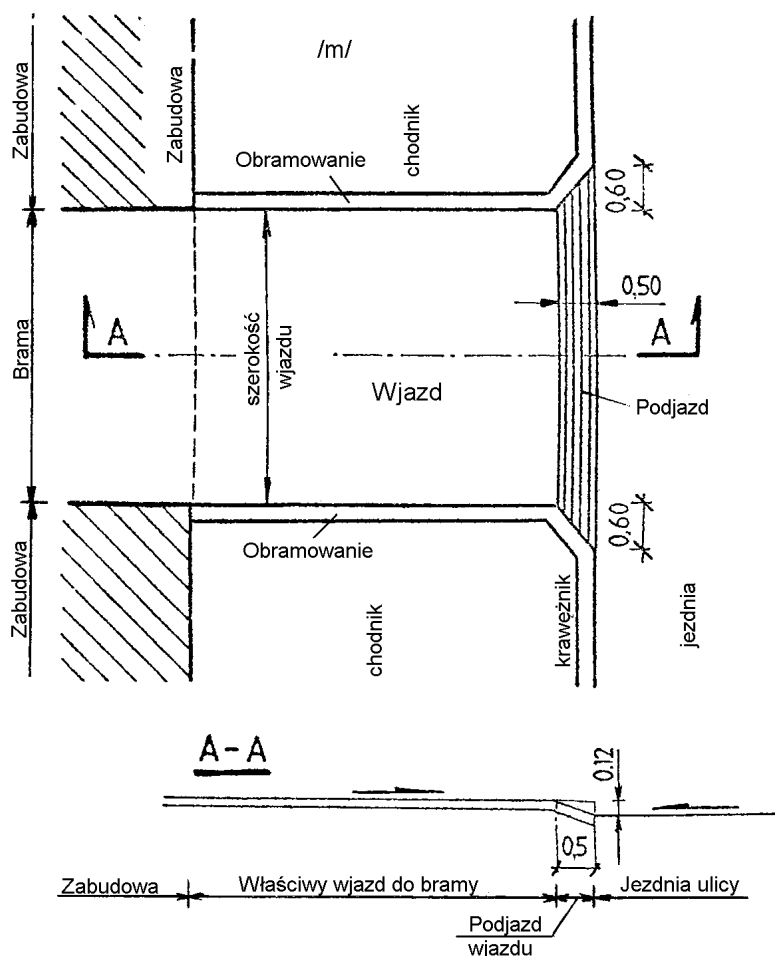 /m/
Zabudowa
Zabudowa
chodnik
Obramowanie
0,60
0,50
A
A
Brama
szerokość
wjazdu
Wjazd
Podjazd
0,60
Obramowanie
Zabudowa
chodnik
krawężnik
jezdnia
A-A
0.12
0,5
Zabudowa
Właściwy wjazd do bramy
Jezdnia ulicy
Podjazd
wjazdu